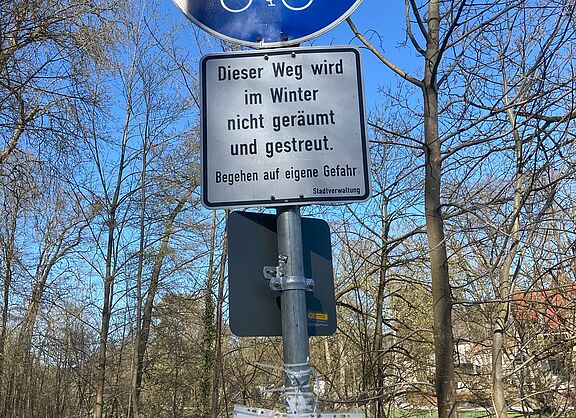 Dieser Weg wird
im Winter
nicht geräumt
und gestreut.
Begehen auf eigene Gefahr
Stadtverwaltung